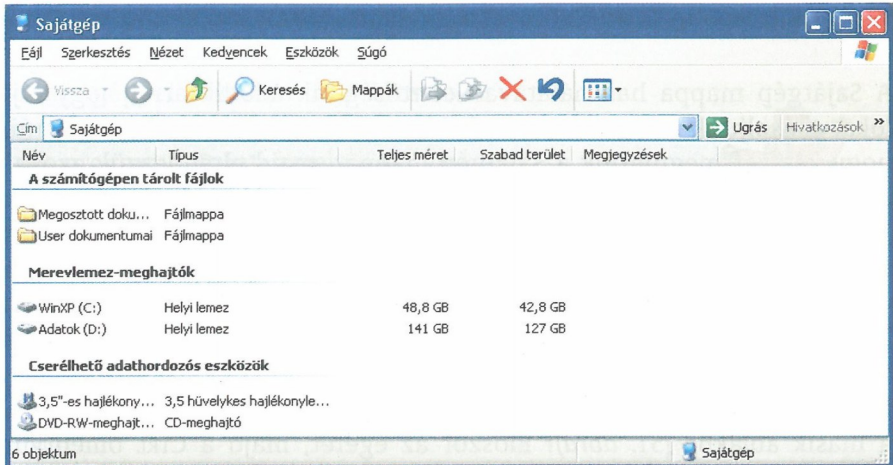 Sajátgép
Fájl Szerkesztés Nézet Kedvencek Eszközök Súgó
Vissza Keresés Mappák
Cím Sajátgép Ugrás Hivatkozások »
Név Típus Teljes méret Szabad terület Megjegyzések
A számítógépen tárolt fájlok
Megosztott doku... Fájlmappa
User dokumentumai Fájlmappa
Merevlemez-meghajtók
WinXP (C:) Helyi lemez 48,8 GB 42,8 GB
Adatok (D:) Helyi lemez 141 GB 127 GB
Cserélhető adathordozós eszközök
3,5"-es hajlékony... 3,5 hüvelykes hajlékonyle...
DVD-RW-meghajt... CD-meghajtó
6 objektum Sajátgép